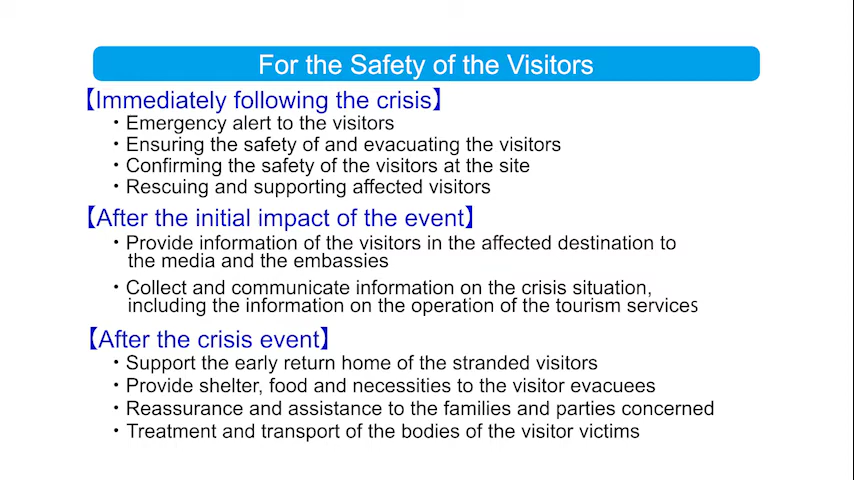 For the Safety of the Visitors
【Immediately following the crisis】
・Emergency alert to the visitors
・Ensuring the safety of and evacuating the visitors
・Confirming the safety of the visitors at the site
・Rescuing and supporting affected visitors
【After the initial impact of the event】
・Provide information of the visitors in the affected destination to
the media and the embassies
・Collect and communicate information on the crisis situation,
including the information on the operation of the tourism services
【After the crisis event】
・Support the early return home of the stranded visitors
・Provide shelter, food and necessities to the visitor evacuees
・Reassurance and assistance to the families and parties concerned
・Treatment and transport of the bodies of the visitor victims